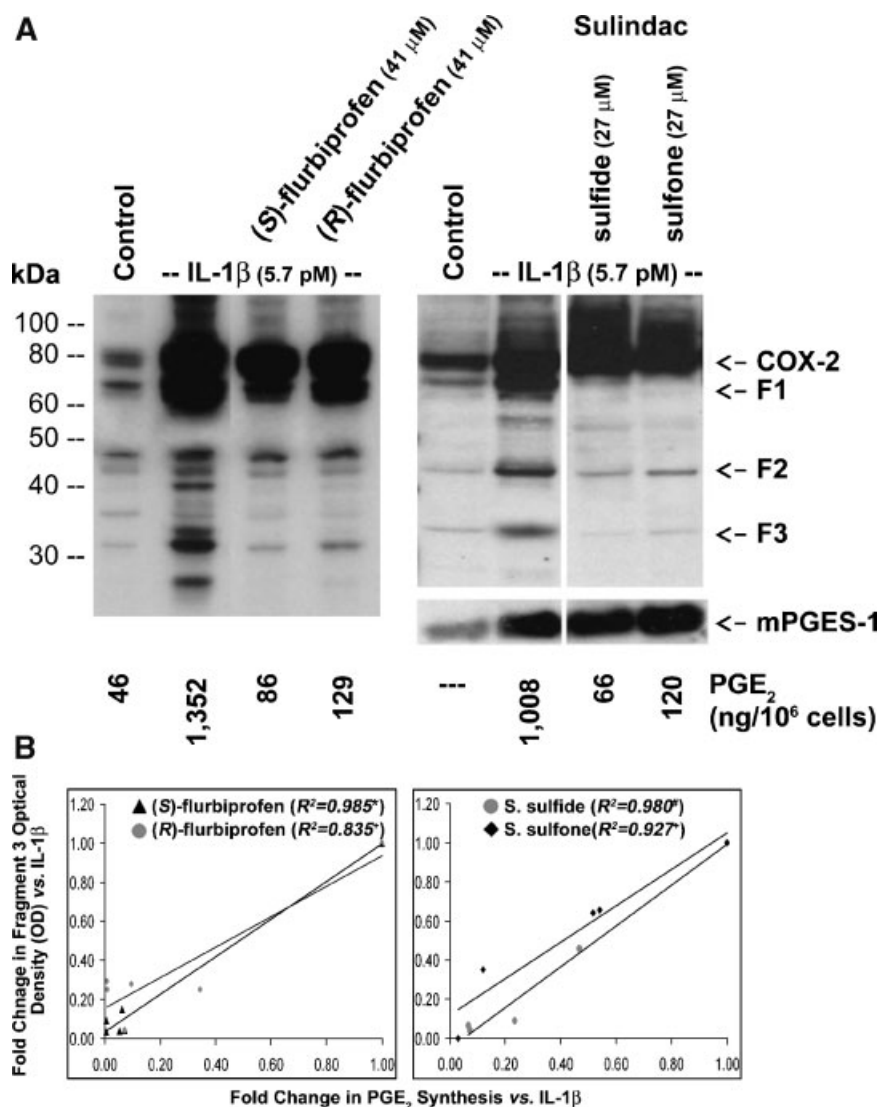 A
(S)-flurbiprofen (41 μM)
(R)-flurbiprofen (41 μM)
Sulindac
sulfide (27 μM)
sulfone (27 μM)
Control
-- IL-1β (5.7 pM) --
Control
-- IL-1β (5.7 pM) --
kDa
100 --
80 --
60 --
50 --
40 --
30 --
<- COX-2
<- F1
<- F2
<- F3
<- mPGES-1
46
1,352
86
129
---
1,008
66
120
PGE2
(ng/10⁶ cells)
B
Fold Chnage in Fragment 3 Optical
Density (OD) vs. IL-1β
1.20
1.00
0.80
0.60
0.40
0.20
0.00
▲ (S)-flurbiprofen (R²=0.985*)
● (R)-flurbiprofen (R²=0.835⁺)
0.00 0.20 0.40 0.60 0.80 1.00
1.20
1.00
0.80
0.60
0.40
0.20
0.00
● S. sulfide (R²=0.980#)
◆ S. sulfone(R²=0.927⁺)
0.00 0.20 0.40 0.60 0.80 1.00
Fold Change in PGE2 Synthesis vs. IL-1β